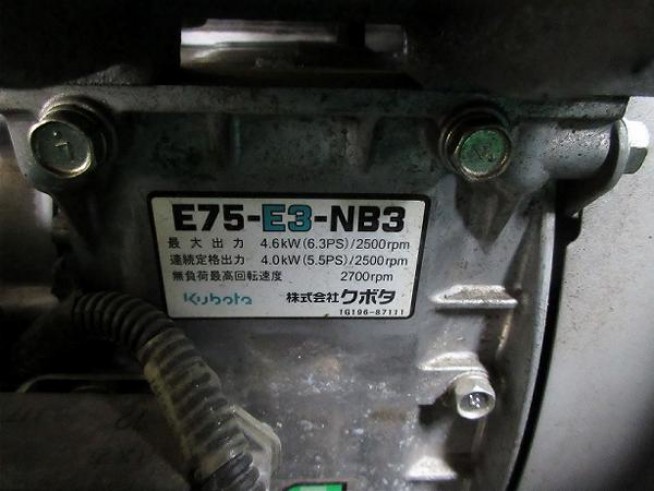 E75-E3-NB3
最大出力 4.6kW(6.3PS)/2500rpm
連続定格出力 4.0kW(5.5PS)/2500rpm
無負荷最高回転速度 2700rpm
Kubota 株式会社クボタ
1G196-87111
7